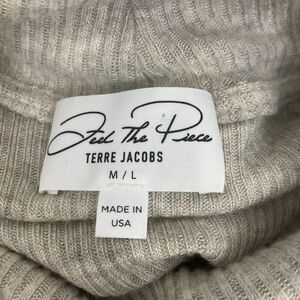 Feel The Piece
TERRE JACOBS
M / L
MADE IN
USA